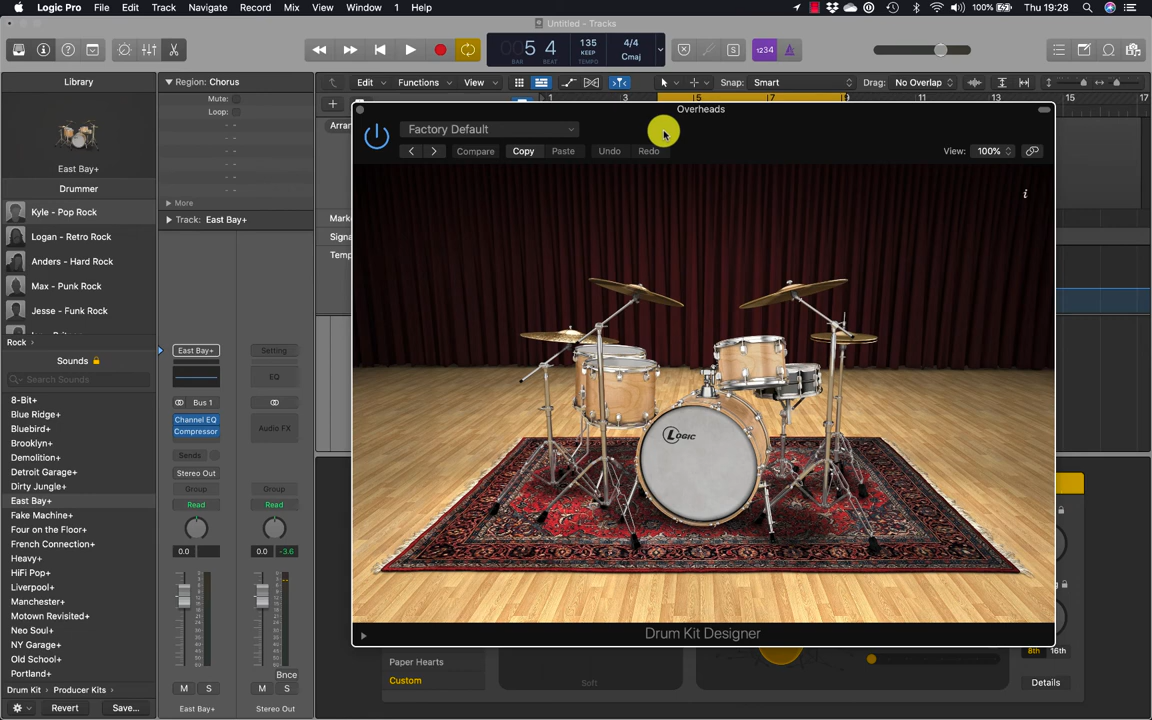 Logic Pro File Edit Track Navigate Record Mix View Window 1 Help 100% Thu 19:28
Untitled - Tracks
005 4 135 4/4
KEEP Cmaj
BAR BEAT TEMPO
1234
Library
Region: Chorus
Edit Functions View Snap: Smart Drag: No Overlap
Mute:
Loop:
1 3 5 7 9 11 13 15 17
Overheads
Factory Default
Compare Copy Paste Undo Redo View: 100%
Arran
East Bay+
Drummer
More
Kyle - Pop Rock
Track: East Bay+
Mark
Logan - Retro Rock
Signa
Temp
Anders - Hard Rock
Max - Punk Rock
Jesse - Funk Rock
Rock
Sounds
Search Sounds
East Bay+ Setting
EQ
8-Bit+
Bus 1
Blue Ridge+
Channel EQ
Bluebird+
Audio FX
Compressor
Brooklyn+
Demolition+
Sends
Detroit Garage+
Stereo Out
Dirty Jungle+
Group Group
East Bay+
Read Read
Fake Machine+
Four on the Floor+
French Connection+
0.0 0.0 -3.6
Heavy+
HiFi Pop+
Liverpool+
Manchester+
Motown Revisited+
Neo Soul+
NY Garage+
Old School+
Portland+
Bnce
M S M S
Drum Kit Producer Kits
Revert Save...
East Bay+ Stereo Out
i
LOGIC
Drum Kit Designer
Paper Hearts
Custom
Soft
8th 16th
Details